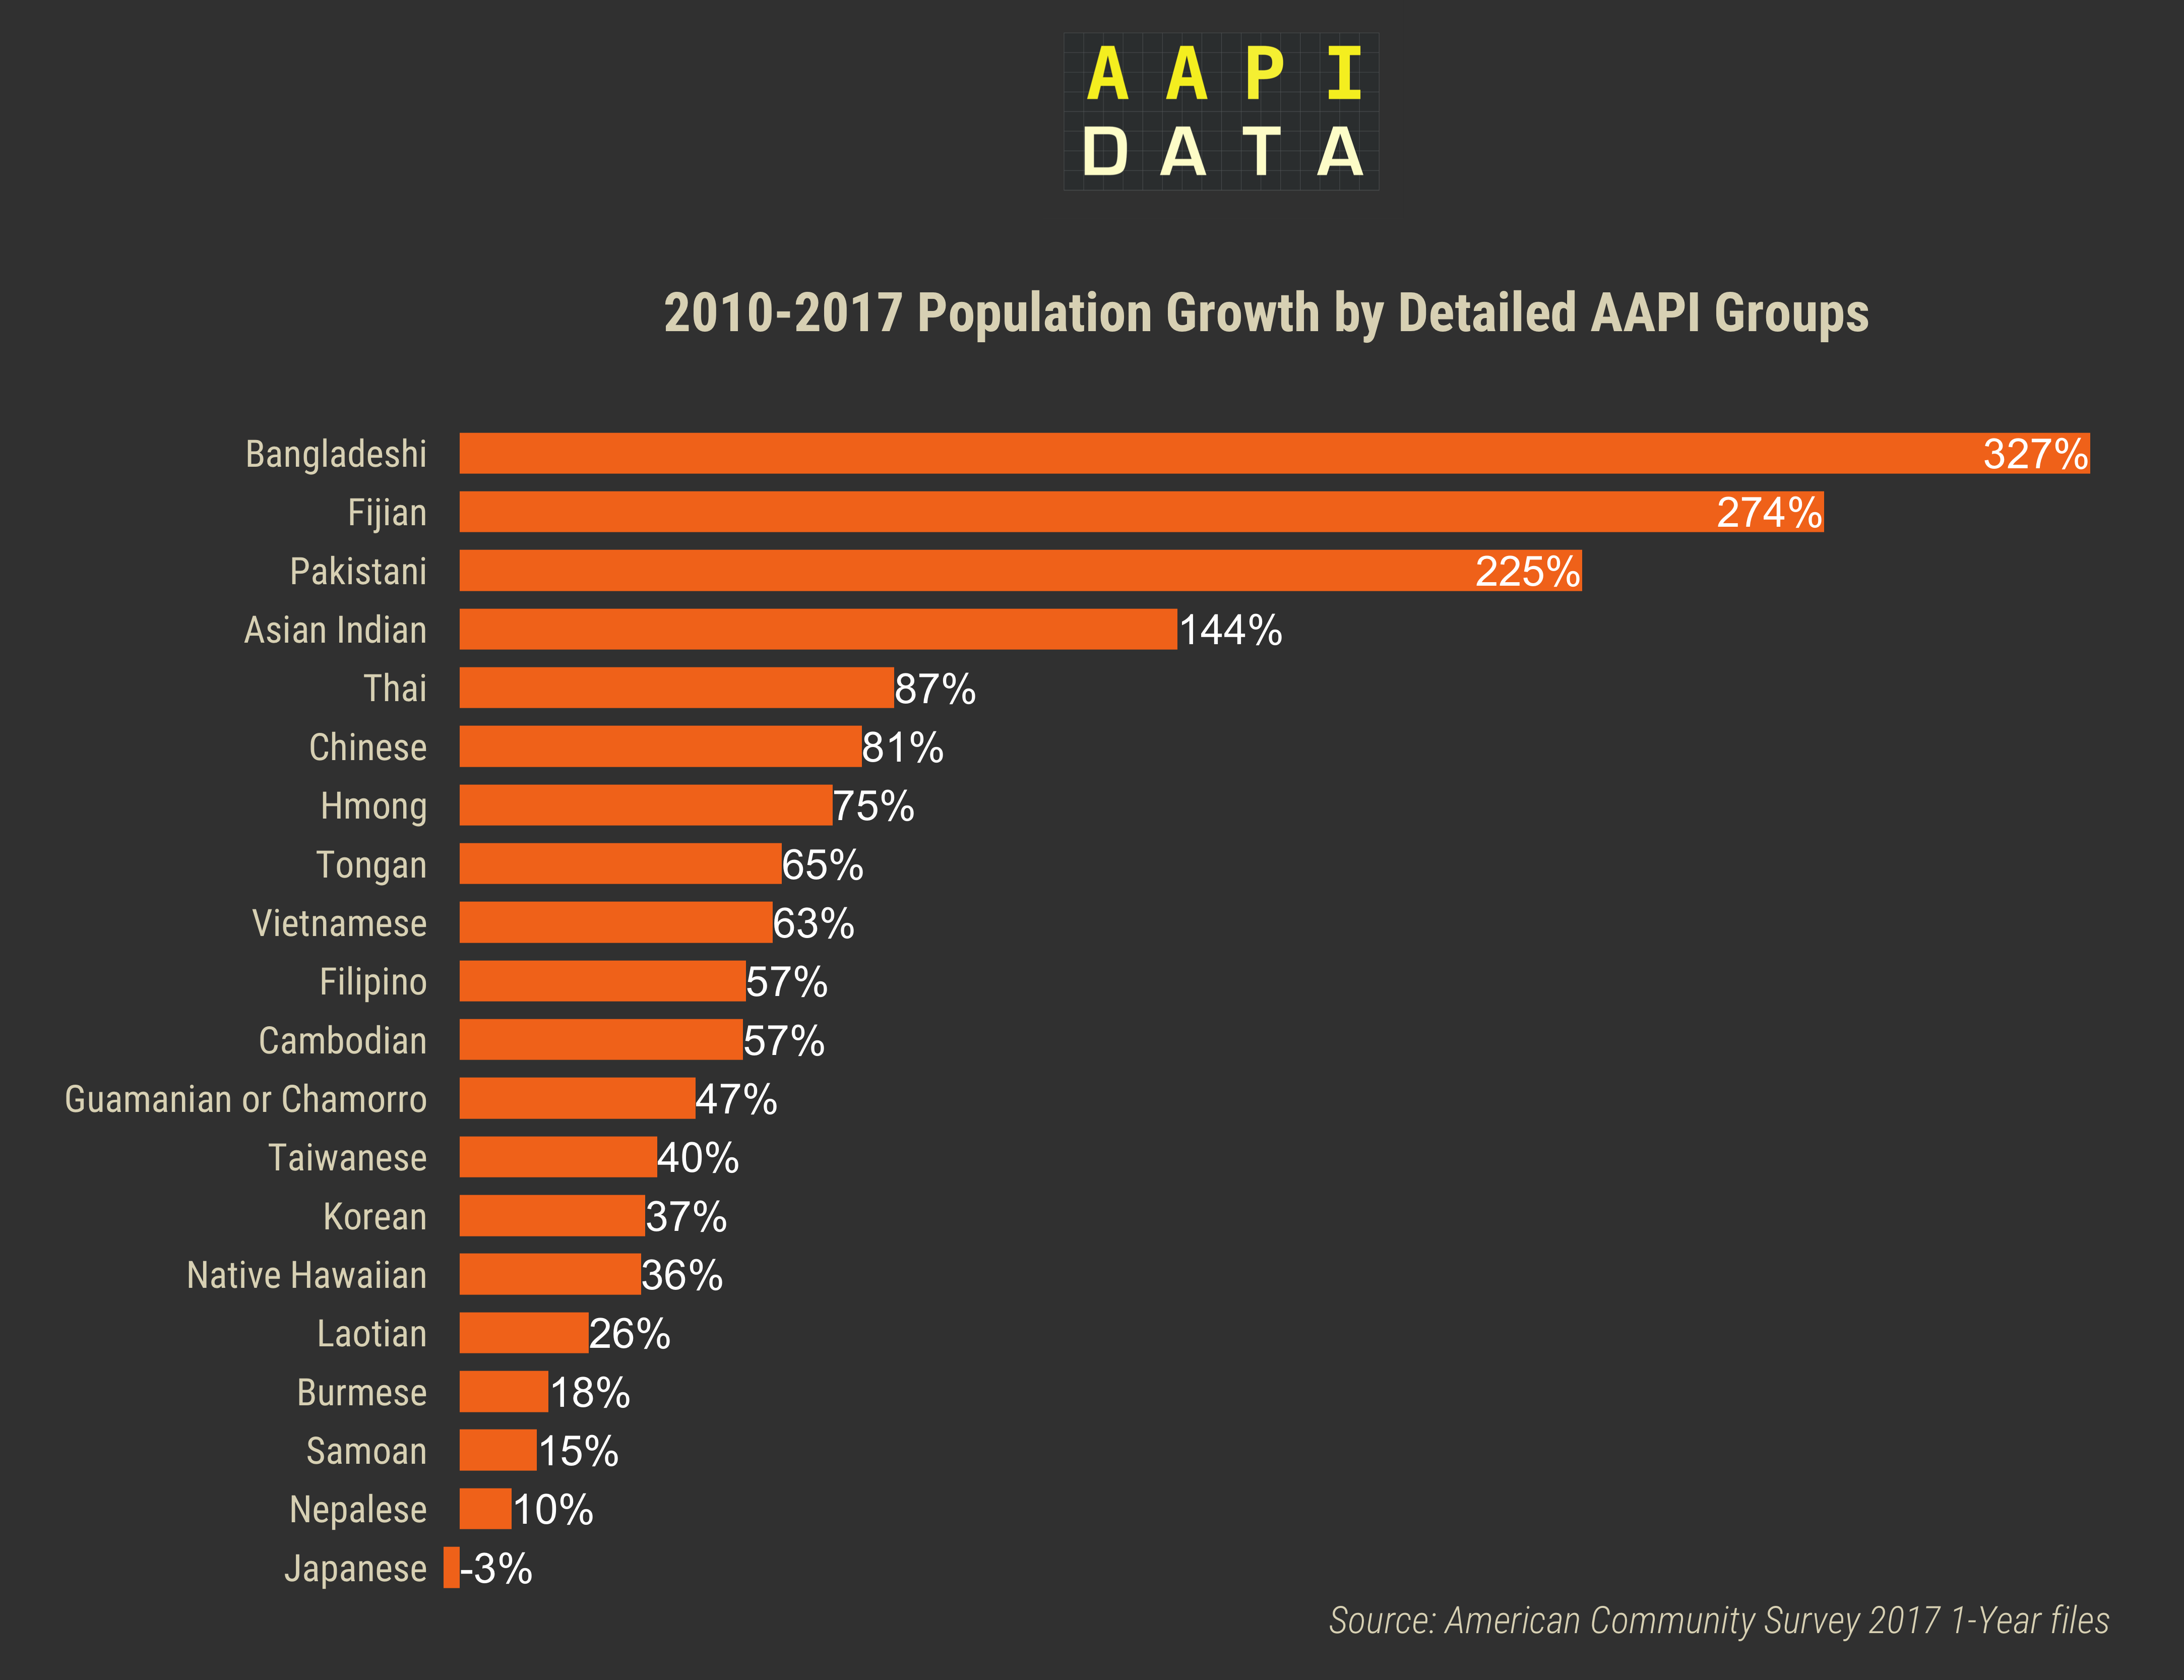 AAPI
DATA
2010-2017 Population Growth by Detailed AAPI Groups
Bangladeshi 327%
Fijian 274%
Pakistani 225%
Asian Indian 144%
Thai 87%
Chinese 81%
Hmong 75%
Tongan 65%
Vietnamese 63%
Filipino 57%
Cambodian 57%
Guamanian or Chamorro 47%
Taiwanese 40%
Korean 37%
Native Hawaiian 36%
Laotian 26%
Burmese 18%
Samoan 15%
Nepalese 10%
Japanese -3%
Source: American Community Survey 2017 1-Year files